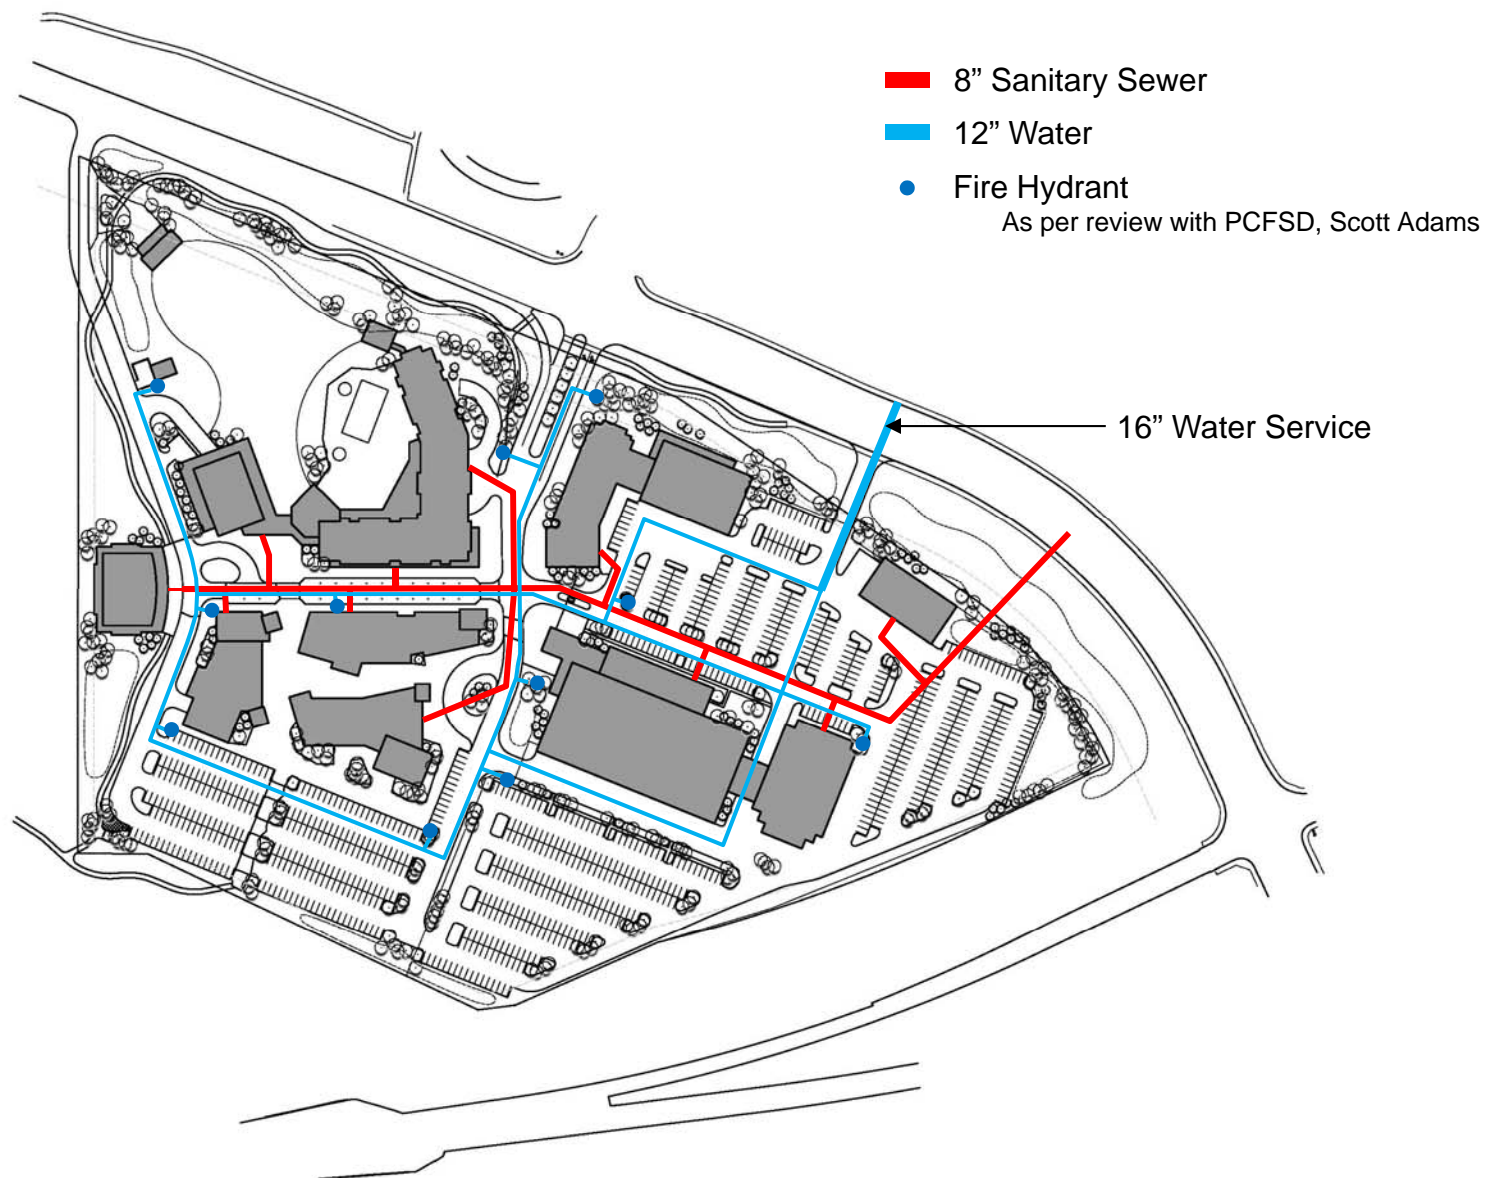 8” Sanitary Sewer
12” Water
Fire Hydrant
As per review with PCFSD, Scott Adams
16” Water Service